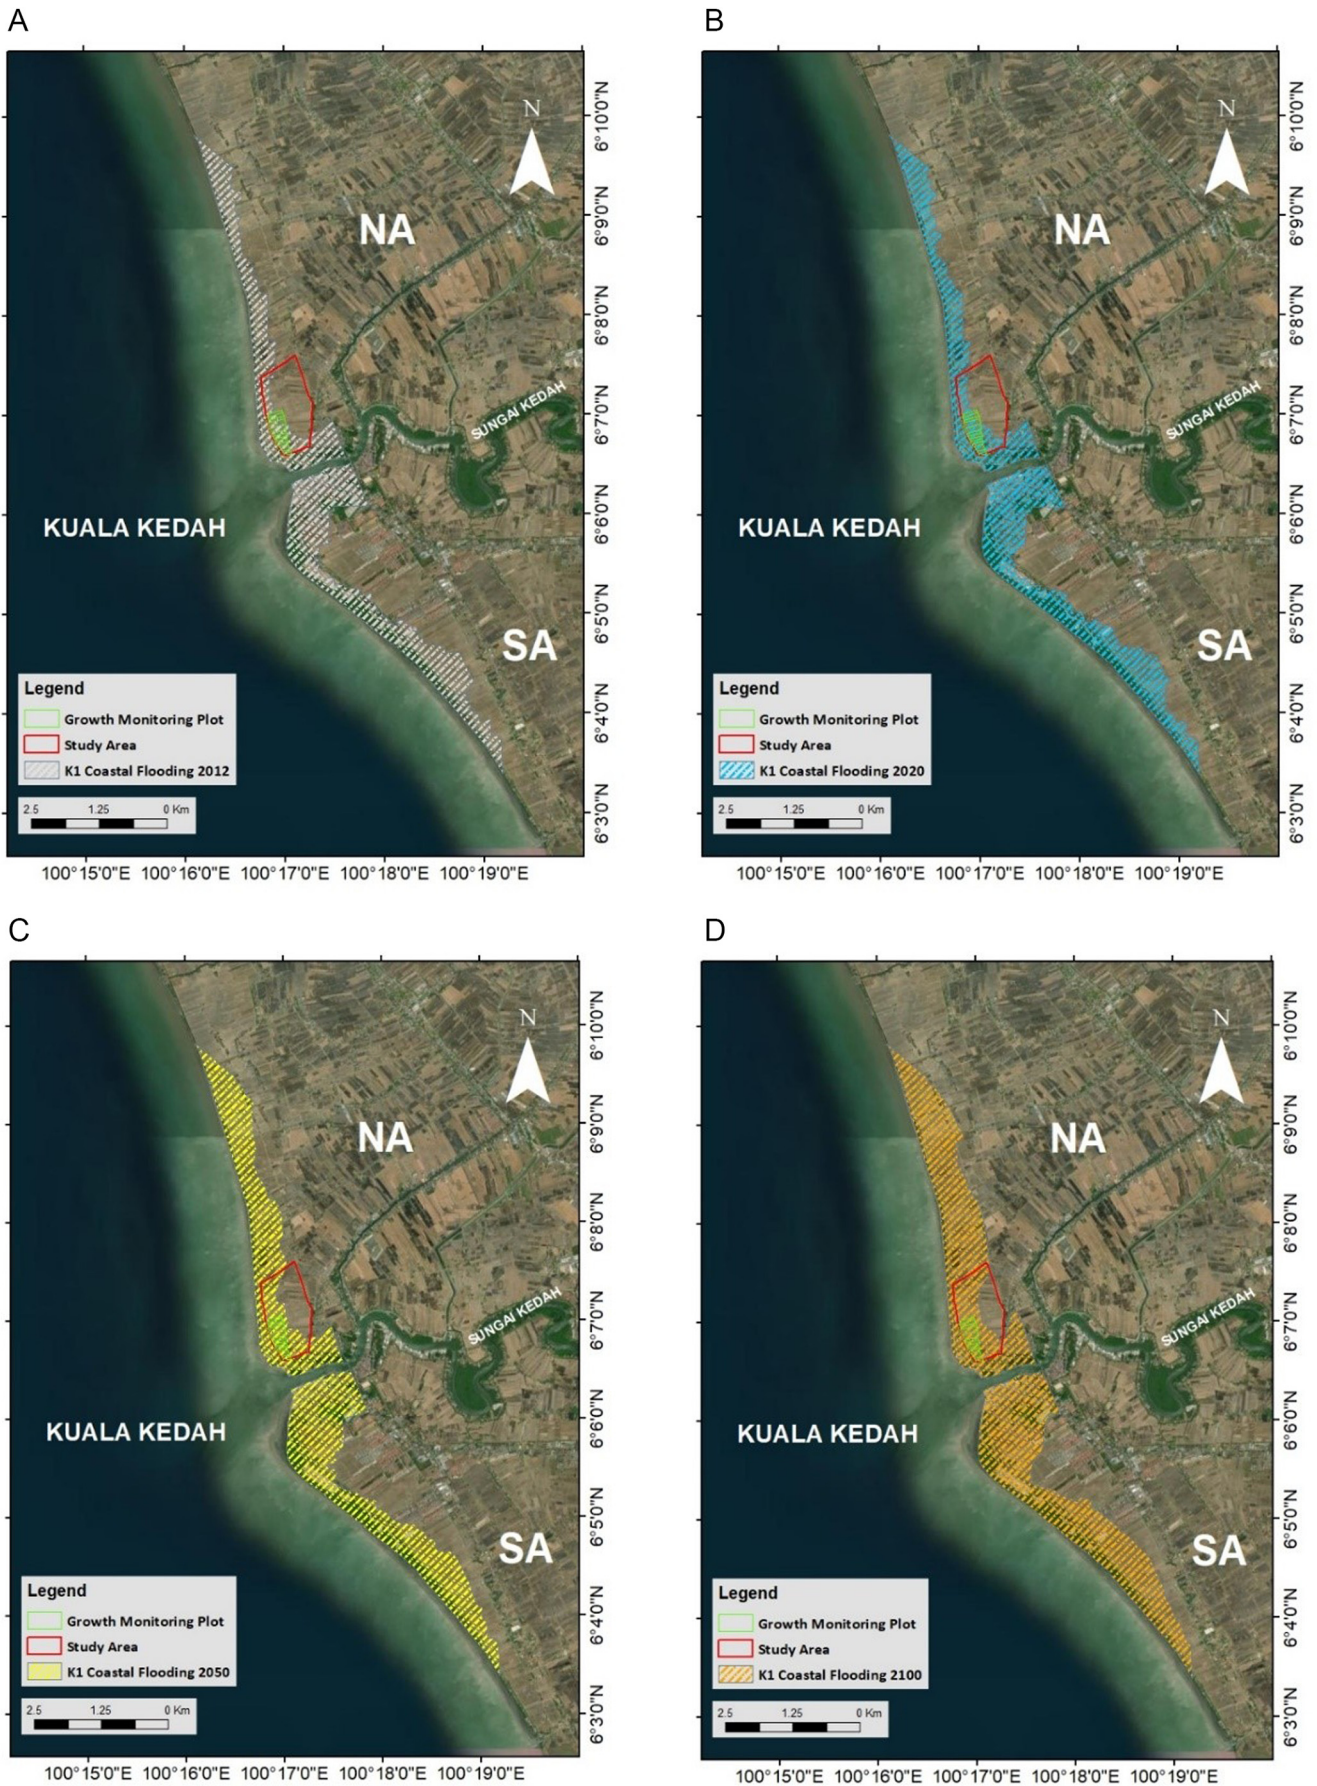 A
N
NA
SUNGAI KEDAH
KUALA KEDAH
SA
Legend
Growth Monitoring Plot
Study Area
K1 Coastal Flooding 2012
2.5 1.25 0 Km
6°10'0"N
6°9'0"N
6°8'0"N
6°7'0"N
6°6'0"N
6°5'0"N
6°4'0"N
6°3'0"N
100°15'0"E 100°16'0"E 100°17'0"E 100°18'0"E 100°19'0"E
B
N
NA
SUNGAI KEDAH
KUALA KEDAH
SA
Legend
Growth Monitoring Plot
Study Area
K1 Coastal Flooding 2020
2.5 1.25 0 Km
6°10'0"N
6°9'0"N
6°8'0"N
6°7'0"N
6°6'0"N
6°5'0"N
6°4'0"N
6°3'0"N
100°15'0"E 100°16'0"E 100°17'0"E 100°18'0"E 100°19'0"E
C
N
NA
SUNGAI KEDAH
KUALA KEDAH
SA
Legend
Growth Monitoring Plot
Study Area
K1 Coastal Flooding 2050
2.5 1.25 0 Km
6°10'0"N
6°9'0"N
6°8'0"N
6°7'0"N
6°6'0"N
6°5'0"N
6°4'0"N
6°3'0"N
100°15'0"E 100°16'0"E 100°17'0"E 100°18'0"E 100°19'0"E
D
N
NA
SUNGAI KEDAH
KUALA KEDAH
SA
Legend
Growth Monitoring Plot
Study Area
K1 Coastal Flooding 2100
2.5 1.25 0 Km
6°10'0"N
6°9'0"N
6°8'0"N
6°7'0"N
6°6'0"N
6°5'0"N
6°4'0"N
6°3'0"N
100°15'0"E 100°16'0"E 100°17'0"E 100°18'0"E 100°19'0"E